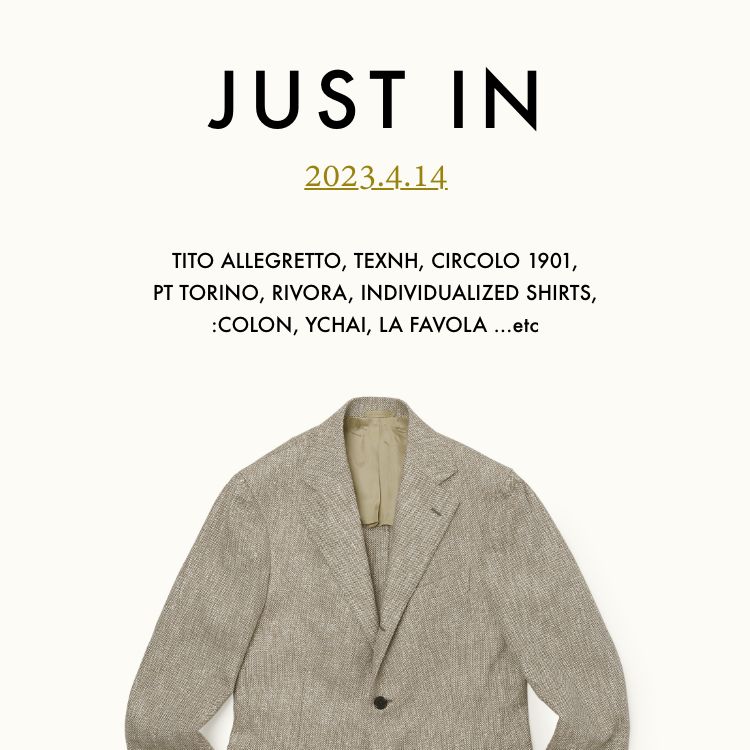 JUST IN
2023.4.14
TITO ALLEGRETTO, TEXNH, CIRCOLO 1901,
PT TORINO, RIVORA, INDIVIDUALIZED SHIRTS,
:COLON, YCHAI, LA FAVOLA ...etc